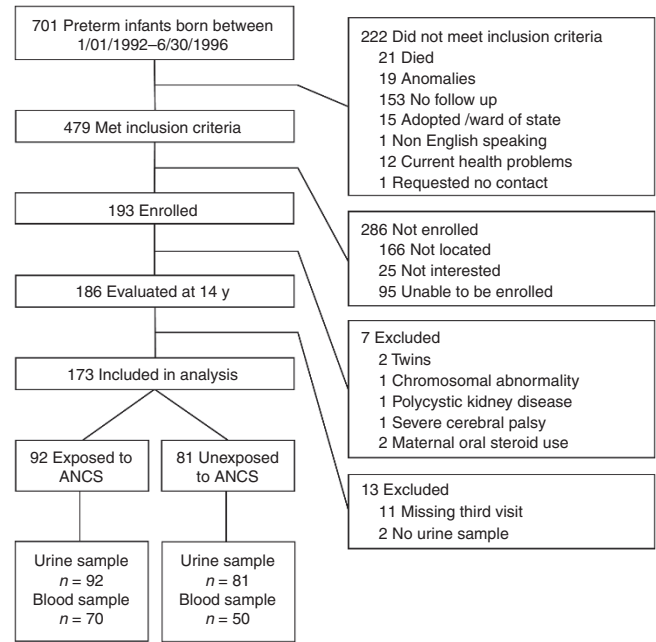 701 Preterm infants born between
1/01/1992–6/30/1996
222 Did not meet inclusion criteria
21 Died
19 Anomalies
153 No follow up
15 Adopted /ward of state
1 Non English speaking
12 Current health problems
1 Requested no contact
479 Met inclusion criteria
286 Not enrolled
166 Not located
25 Not interested
95 Unable to be enrolled
193 Enrolled
7 Excluded
2 Twins
1 Chromosomal abnormality
1 Polycystic kidney disease
1 Severe cerebral palsy
2 Maternal oral steroid use
186 Evaluated at 14 y
13 Excluded
11 Missing third visit
2 No urine sample
173 Included in analysis
92 Exposed to
ANCS
81 Unexposed
to ANCS
Urine sample
n = 92
Blood sample
n = 70
Urine sample
n = 81
Blood sample
n = 50